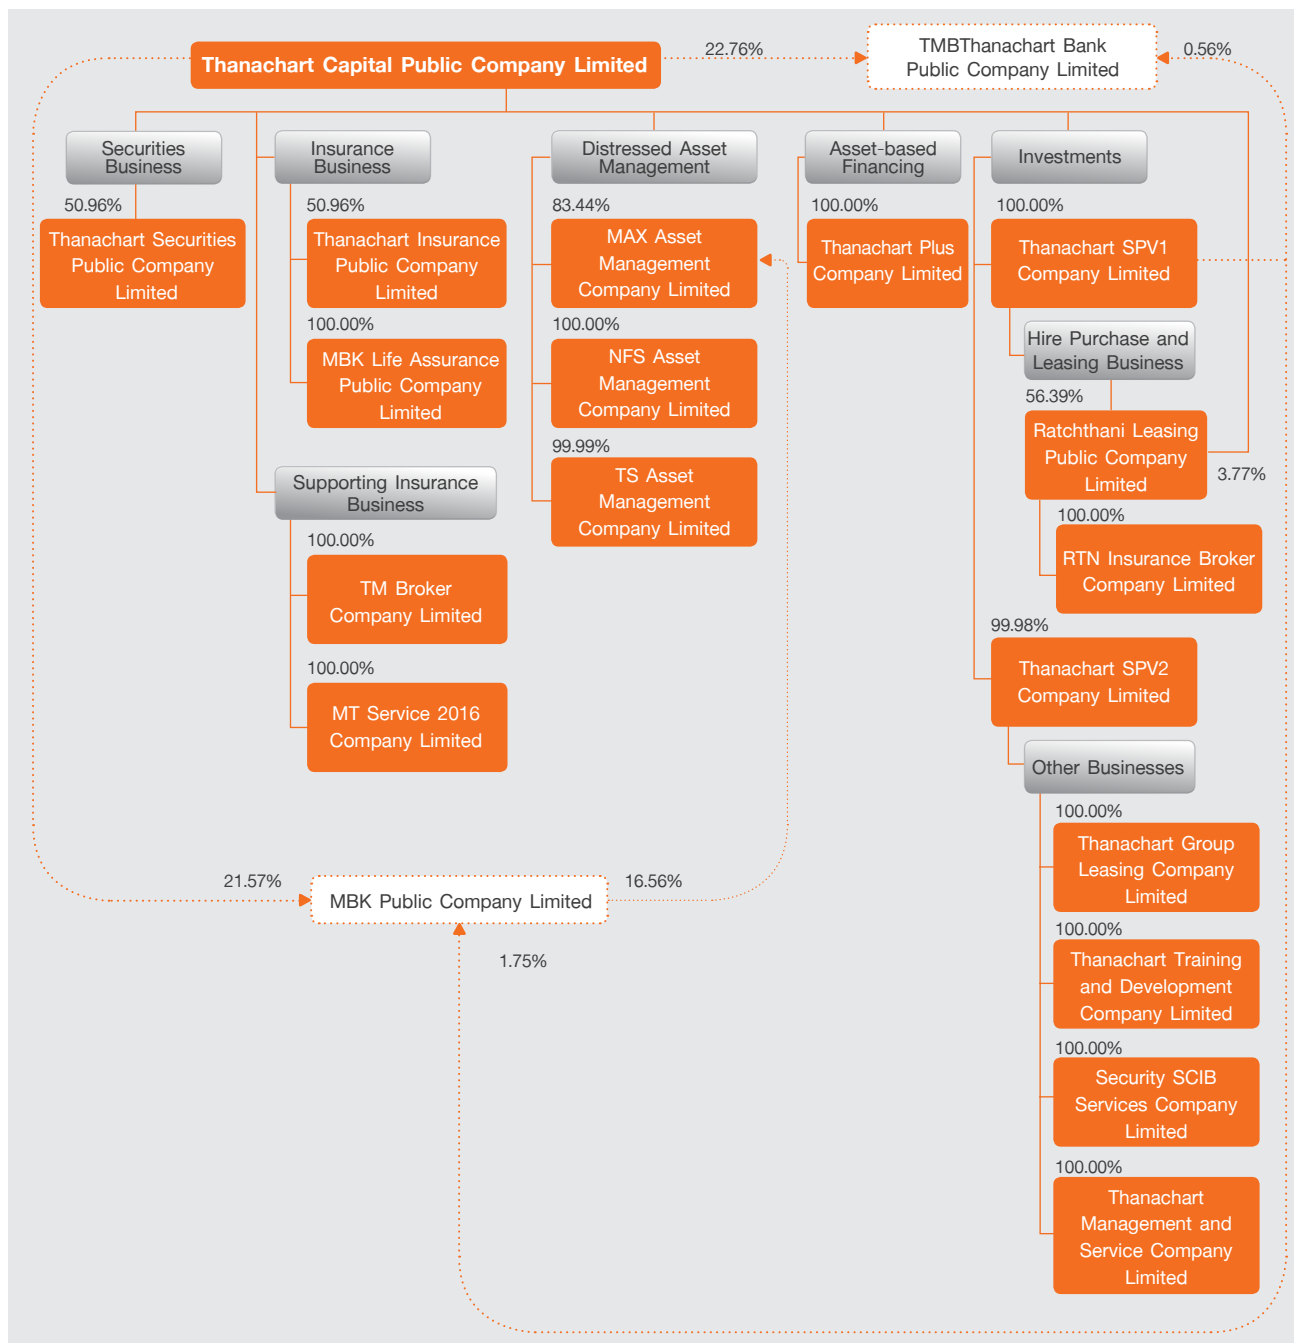 Thanachart Capital Public Company Limited
22.76%
TMBThanachart Bank
Public Company Limited
0.56%
Securities
Business
50.96%
Thanachart Securities
Public Company
Limited
Insurance
Business
50.96%
Thanachart Insurance
Public Company
Limited
100.00%
MBK Life Assurance
Public Company
Limited
Supporting Insurance
Business
100.00%
TM Broker
Company Limited
100.00%
MT Service 2016
Company Limited
Distressed Asset
Management
83.44%
MAX Asset
Management
Company Limited
100.00%
NFS Asset
Management
Company Limited
99.99%
TS Asset
Management
Company Limited
Asset-based
Financing
100.00%
Thanachart Plus
Company Limited
Investments
100.00%
Thanachart SPV1
Company Limited
Hire Purchase and
Leasing Business
56.39%
Ratchthani Leasing
Public Company
Limited
3.77%
100.00%
RTN Insurance Broker
Company Limited
99.98%
Thanachart SPV2
Company Limited
Other Businesses
100.00%
Thanachart Group
Leasing Company
Limited
100.00%
Thanachart Training
and Development
Company Limited
100.00%
Security SCIB
Services Company
Limited
100.00%
Thanachart
Management and
Service Company
Limited
21.57%
MBK Public Company Limited
16.56%
1.75%